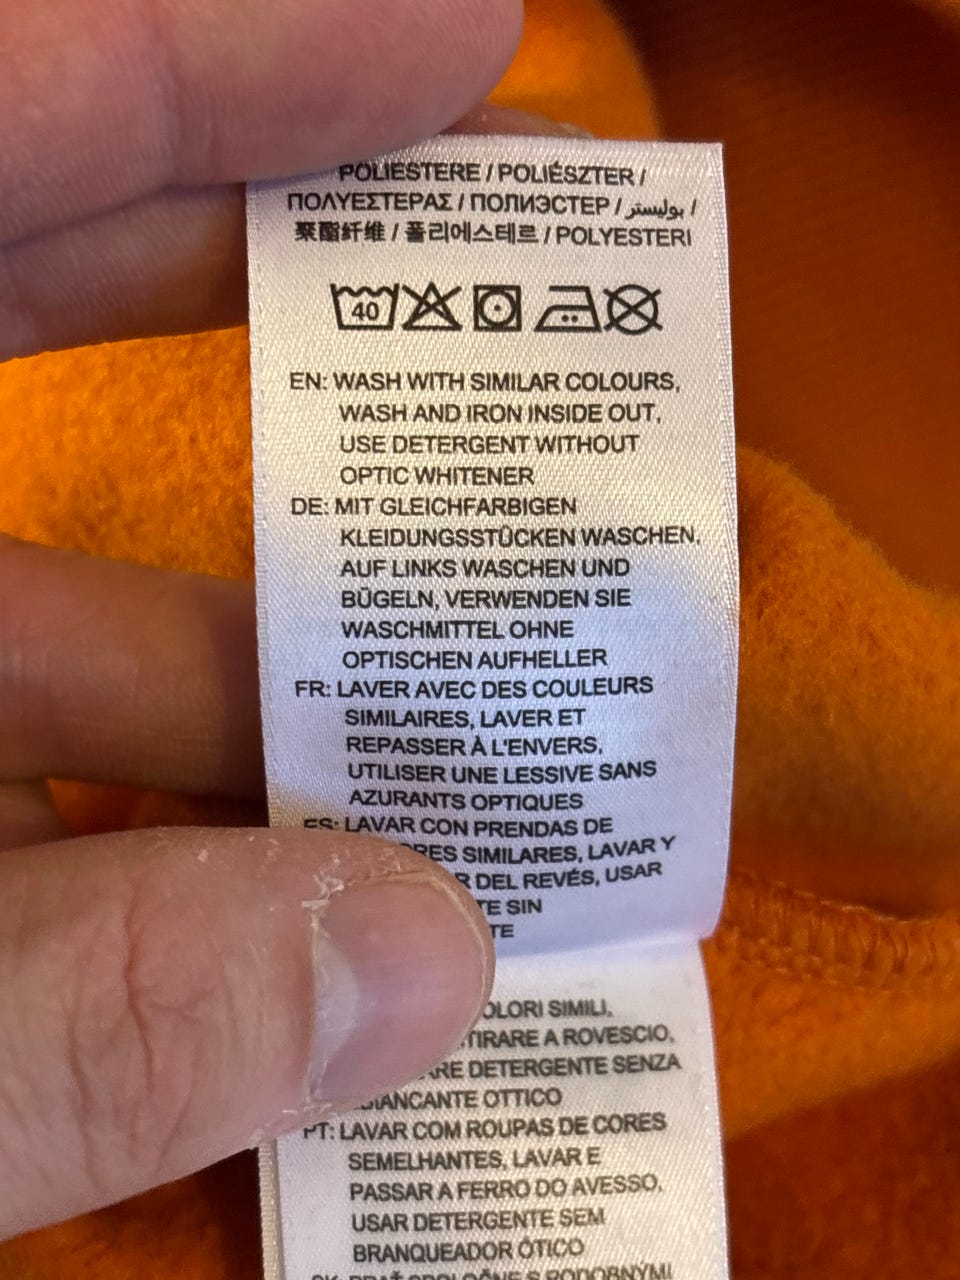 POLIESTERE / POLIÉSZTER /
ΠΟΛΥΕΣΤΕΡΑΣ / ПОЛИЭСТЕР / بوليستر /
聚酯纤维 / 폴리에스테르 / POLYESTERI
40
EN: WASH WITH SIMILAR COLOURS,
WASH AND IRON INSIDE OUT,
USE DETERGENT WITHOUT
OPTIC WHITENER
DE: MIT GLEICHFARBIGEN
KLEIDUNGSSTÜCKEN WASCHEN,
AUF LINKS WASCHEN UND
BÜGELN, VERWENDEN SIE
WASCHMITTEL OHNE
OPTISCHEN AUFHELLER
FR: LAVER AVEC DES COULEURS
SIMILAIRES, LAVER ET
REPASSER À L'ENVERS,
UTILISER UNE LESSIVE SANS
AZURANTS OPTIQUES
ES: LAVAR CON PRENDAS DE
SIMILARES, LAVAR Y
DEL REVÉS, USAR
SIN
SIMILI,
A ROVESCIO,
DETERGENTE SENZA
OTTICO
PT: LAVAR COM ROUPAS DE CORES
SEMELHANTES, LAVAR E
PASSAR A FERRO DO AVESSO,
USAR DETERGENTE SEM
BRANQUEADOR ÓTICO